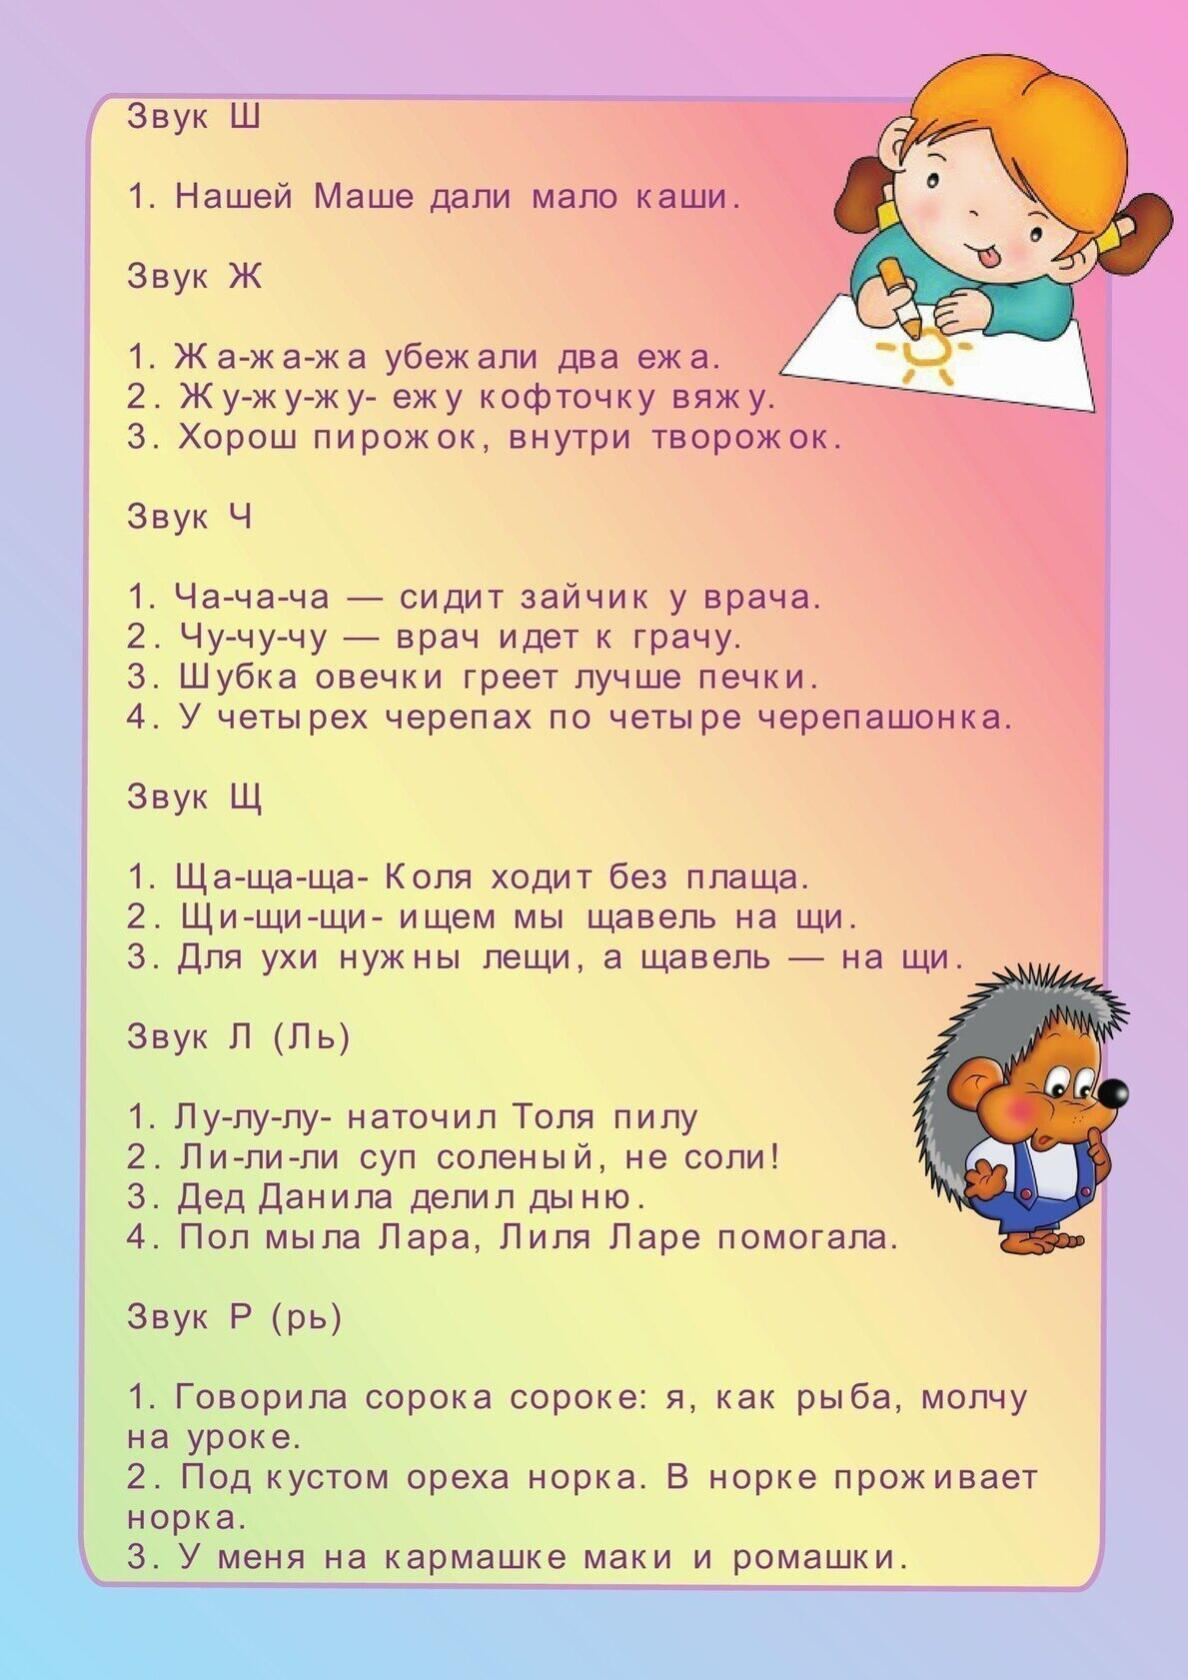 Звук Ш
1. Нашей Маше дали мало каши.
Звук Ж
1. Жа-жа-жа убежали два ежа.
2. Жу-жу-жу- ежу кофточку вяжу.
3. Хорош пирожок, внутри творожок.
Звук Ч
1. Ча-ча-ча — сидит зайчик у врача.
2. Чу-чу-чу — врач идет к грачу.
3. Шубка овечки греет лучше печки.
4. У четырех черепах по четыре черепашонка.
Звук Щ
1. Ща-ща-ща- Коля ходит без плаща.
2. Щи-щи-щи- ищем мы щавель на щи.
3. Для ухи нужны лещи, а щавель — на щи.
Звук Л (Ль)
1. Лу-лу-лу- наточил Толя пилу
2. Ли-ли-ли суп соленый, не соли!
3. Дед Данила делил дыню.
4. Пол мыла Лара, Лиля Ларе помогала.
Звук Р (рь)
1. Говорила сорока сороке: я, как рыба, молчу
на уроке.
2. Под кустом ореха норка. В норке проживает
норка.
3. У меня на кармашке маки и ромашки.